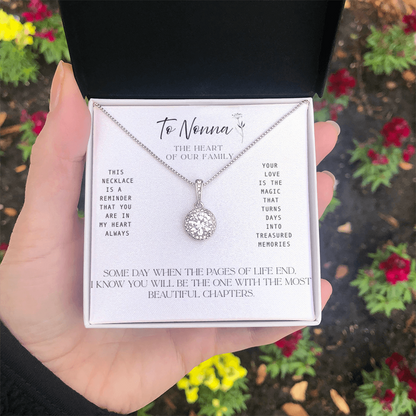 To Nonna
THE HEART
OF OUR FAMILY
THIS
NECKLACE
IS A
REMINDER
THAT YOU
ARE IN
MY HEART
ALWAYS
YOUR
LOVE
IS THE
MAGIC
THAT
TURNS
DAYS
INTO
TREASURED
MEMORIES
SOME DAY WHEN THE PAGES OF LIFE END,
I KNOW YOU WILL BE THE ONE WITH THE MOST
BEAUTIFUL CHAPTERS.